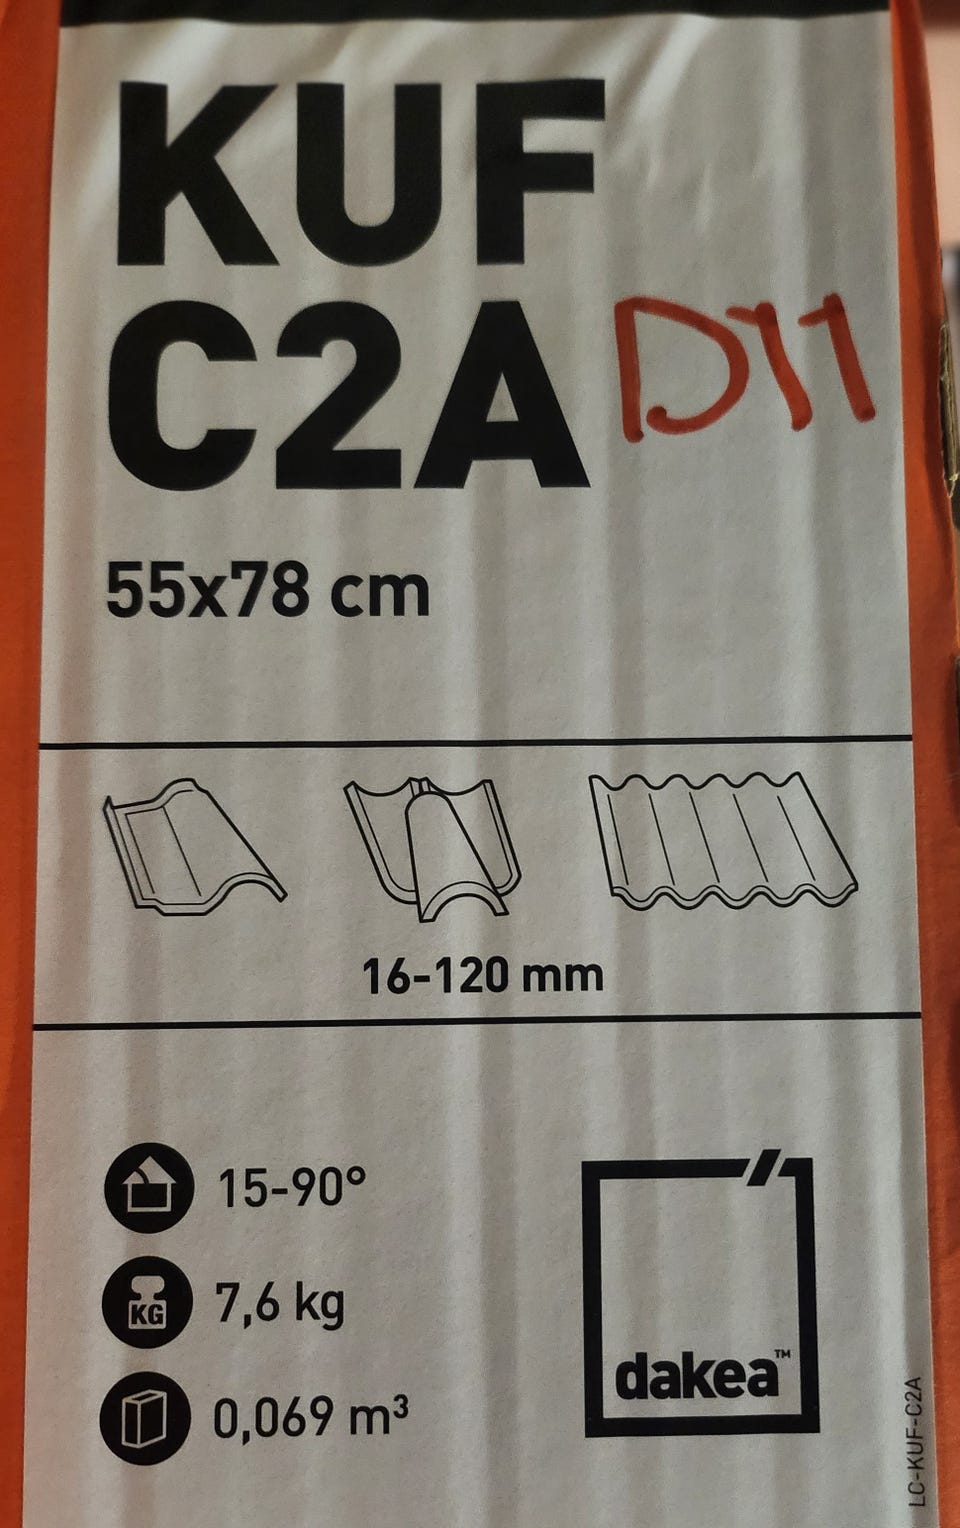 KUF
C2A D11
55x78 cm
16-120 mm
15-90°
KG 7,6 kg
0,069 m³
dakea™
LC-KUF-C2A